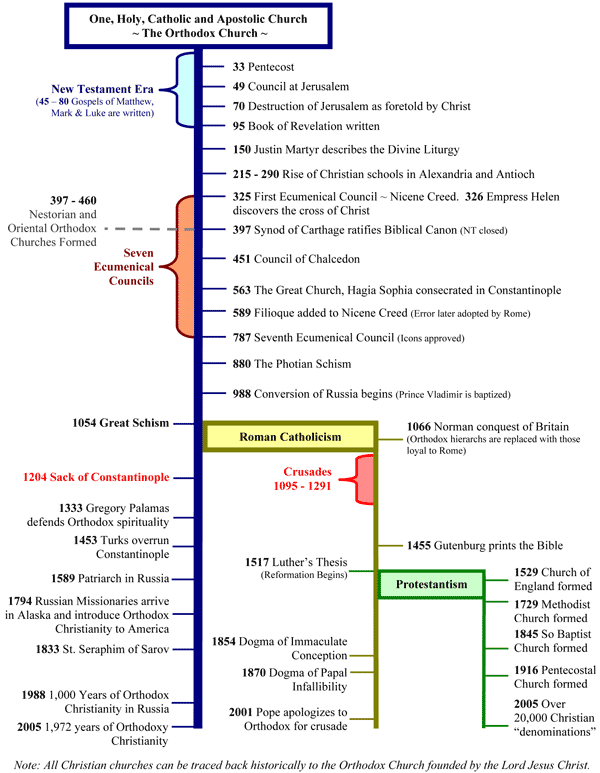 One, Holy, Catholic and Apostolic Church
~ The Orthodox Church ~
New Testament Era
(45 – 80 Gospels of Matthew,
Mark & Luke are written)
33 Pentecost
49 Council at Jerusalem
70 Destruction of Jerusalem as foretold by Christ
95 Book of Revelation written
150 Justin Martyr describes the Divine Liturgy
215 - 290 Rise of Christian schools in Alexandria and Antioch
397 - 460
Nestorian and
Oriental Orthodox
Churches Formed
Seven
Ecumenical
Councils
325 First Ecumenical Council ~ Nicene Creed. 326 Empress Helen
discovers the cross of Christ
397 Synod of Carthage ratifies Biblical Canon (NT closed)
451 Council of Chalcedon
563 The Great Church, Hagia Sophia consecrated in Constantinople
589 Filioque added to Nicene Creed (Error later adopted by Rome)
787 Seventh Ecumenical Council (Icons approved)
880 The Photian Schism
988 Conversion of Russia begins (Prince Vladimir is baptized)
1054 Great Schism
Roman Catholicism
1066 Norman conquest of Britain
(Orthodox hierarchs are replaced with those
loyal to Rome)
1204 Sack of Constantinople
Crusades
1095 - 1291
1333 Gregory Palamas
defends Orthodox spirituality
1453 Turks overrun
Constantinople
1455 Gutenburg prints the Bible
1517 Luther's Thesis
(Reformation Begins)
Protestantism
1529 Church of
England formed
1589 Patriarch in Russia
1729 Methodist
Church formed
1794 Russian Missionaries arrive
in Alaska and introduce Orthodox
Christianity to America
1845 So Baptist
Church formed
1833 St. Seraphim of Sarov
1854 Dogma of Immaculate
Conception
1870 Dogma of Papal
Infallibility
1916 Pentecostal
Church formed
1988 1,000 Years of Orthodox
Christianity in Russia
2001 Pope apologizes to
Orthodox for crusade
2005 Over
20,000 Christian
"denominations"
2005 1,972 years of Orthodoxy
Christianity
Note: All Christian churches can be traced back historically to the Orthodox Church founded by the Lord Jesus Christ.